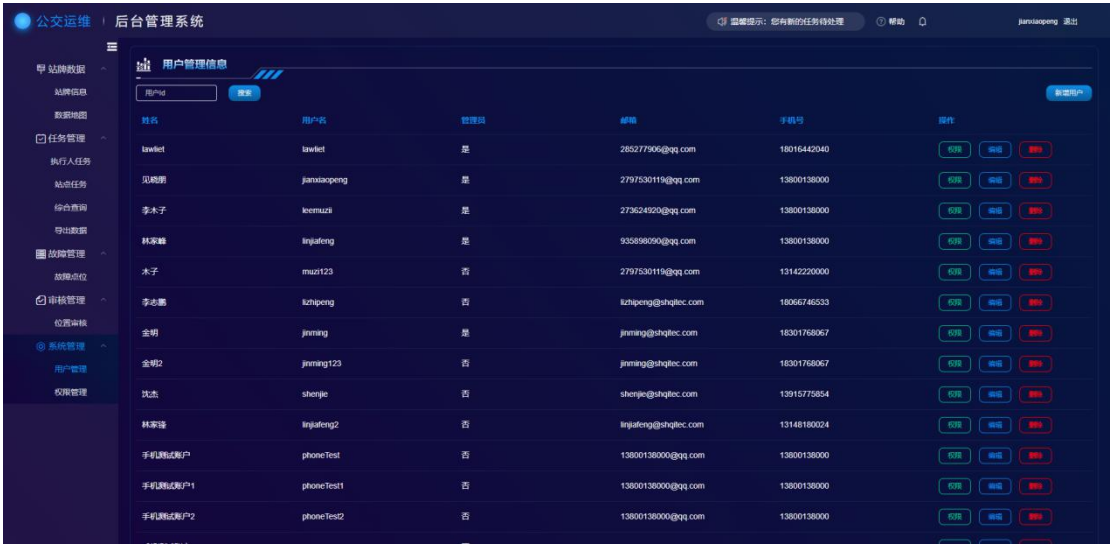 公交运维 后台管理系统 温馨提示：您有新的任务待处理 帮助 jianxiaopeng 退出
站牌数据
站牌信息
数据地图
任务管理
执行人任务
站点任务
综合查询
导出数据
故障管理
故障点位
审核管理
位置审核
系统管理
用户管理
权限管理
用户管理信息
用户id 搜索 新增用户
姓名 用户名 管理员 邮箱 手机号 操作
lawliet lawliet 是 285277906@qq.com 18016442040 权限 编辑 删除
见晓朋 jianxiaopeng 是 2797530119@qq.com 13800138000 权限 编辑 删除
李木子 leemuzii 是 273624920@qq.com 13800138000 权限 编辑 删除
林家峰 linjiafeng 是 935898090@qq.com 13800138000 权限 编辑 删除
木子 muzi123 否 2797530119@qq.com 13142220000 权限 编辑 删除
李志鹏 lizhipeng 否 lizhipeng@shqitec.com 18066746533 权限 编辑 删除
金明 jinming 是 jinming@shqitec.com 18301768067 权限 编辑 删除
金明2 jinming123 否 jinming@shqitec.com 18301768067 权限 编辑 删除
沈杰 shenjie 否 shenjie@shqitec.com 13915775854 权限 编辑 删除
林家锋 linjiafeng2 否 linjiafeng@shqitec.com 13148180024 权限 编辑 删除
手机测试账户 phoneTest 否 13800138000@qq.com 13800138000 权限 编辑 删除
手机测试账户1 phoneTest1 否 13800138000@qq.com 13800138000 权限 编辑 删除
手机测试账户2 phoneTest2 否 13800138000@qq.com 13800138000 权限 编辑 删除